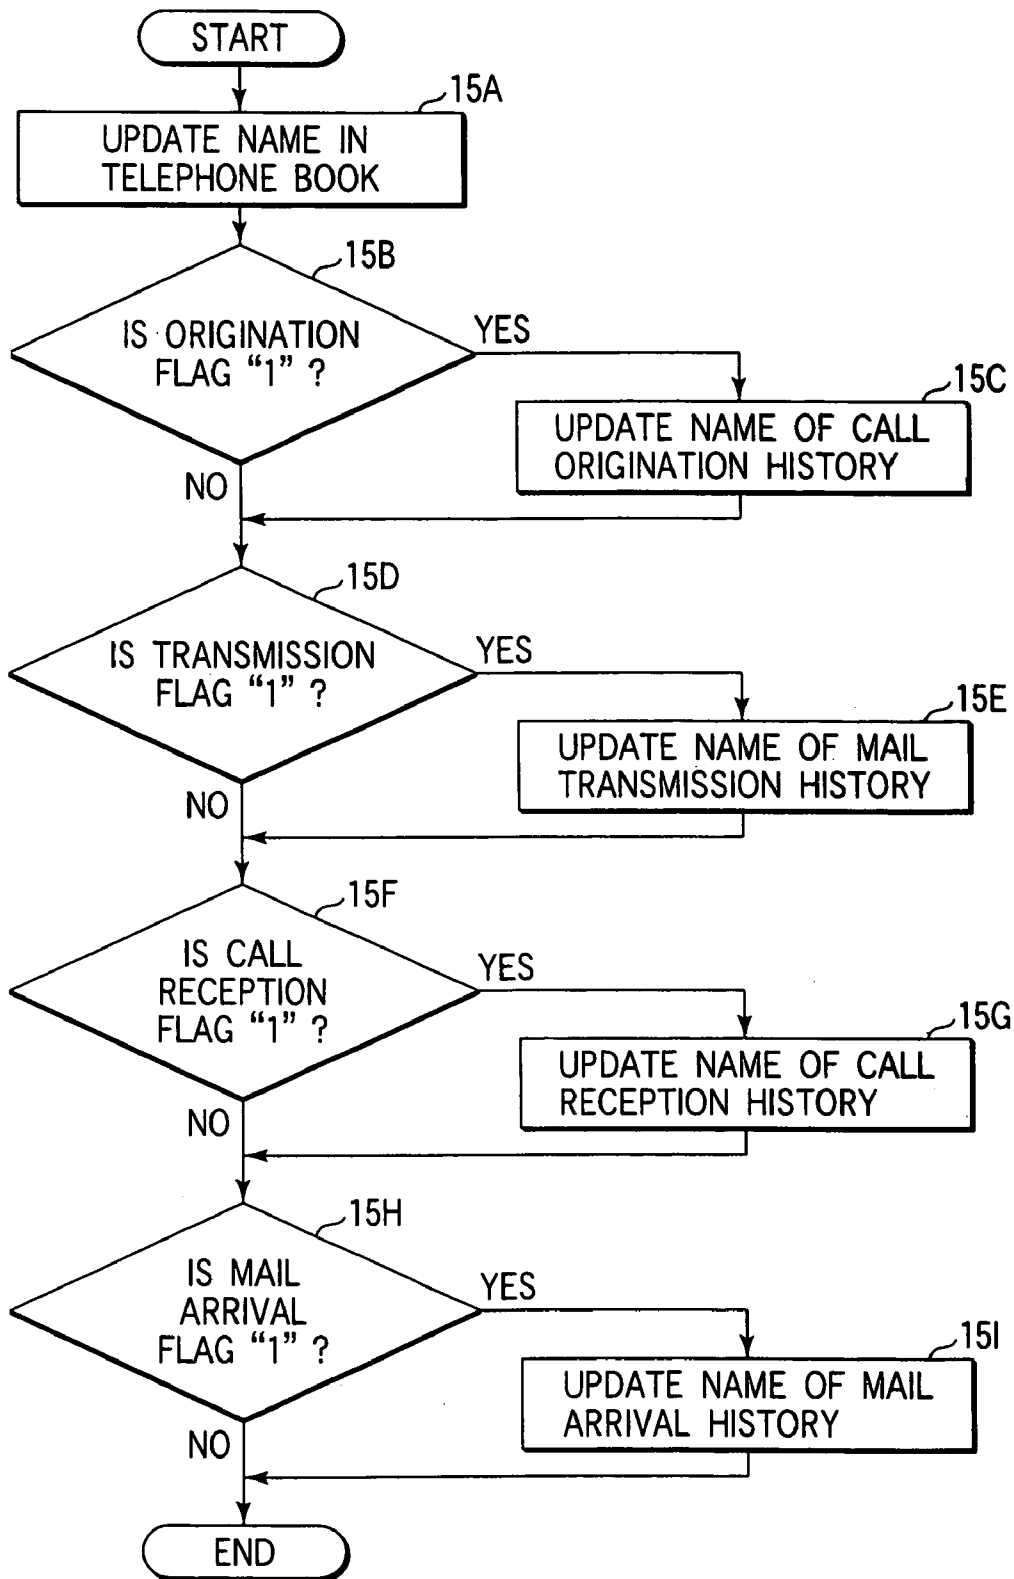 START
15A
UPDATE NAME IN
TELEPHONE BOOK
15B
IS ORIGINATION
FLAG “1” ?
YES
15C
UPDATE NAME OF CALL
ORIGINATION HISTORY
NO
15D
IS TRANSMISSION
FLAG “1” ?
YES
15E
UPDATE NAME OF MAIL
TRANSMISSION HISTORY
NO
15F
IS CALL
RECEPTION
FLAG “1” ?
YES
15G
UPDATE NAME OF CALL
RECEPTION HISTORY
NO
15H
IS MAIL
ARRIVAL
FLAG “1” ?
YES
15I
UPDATE NAME OF MAIL
ARRIVAL HISTORY
NO
END